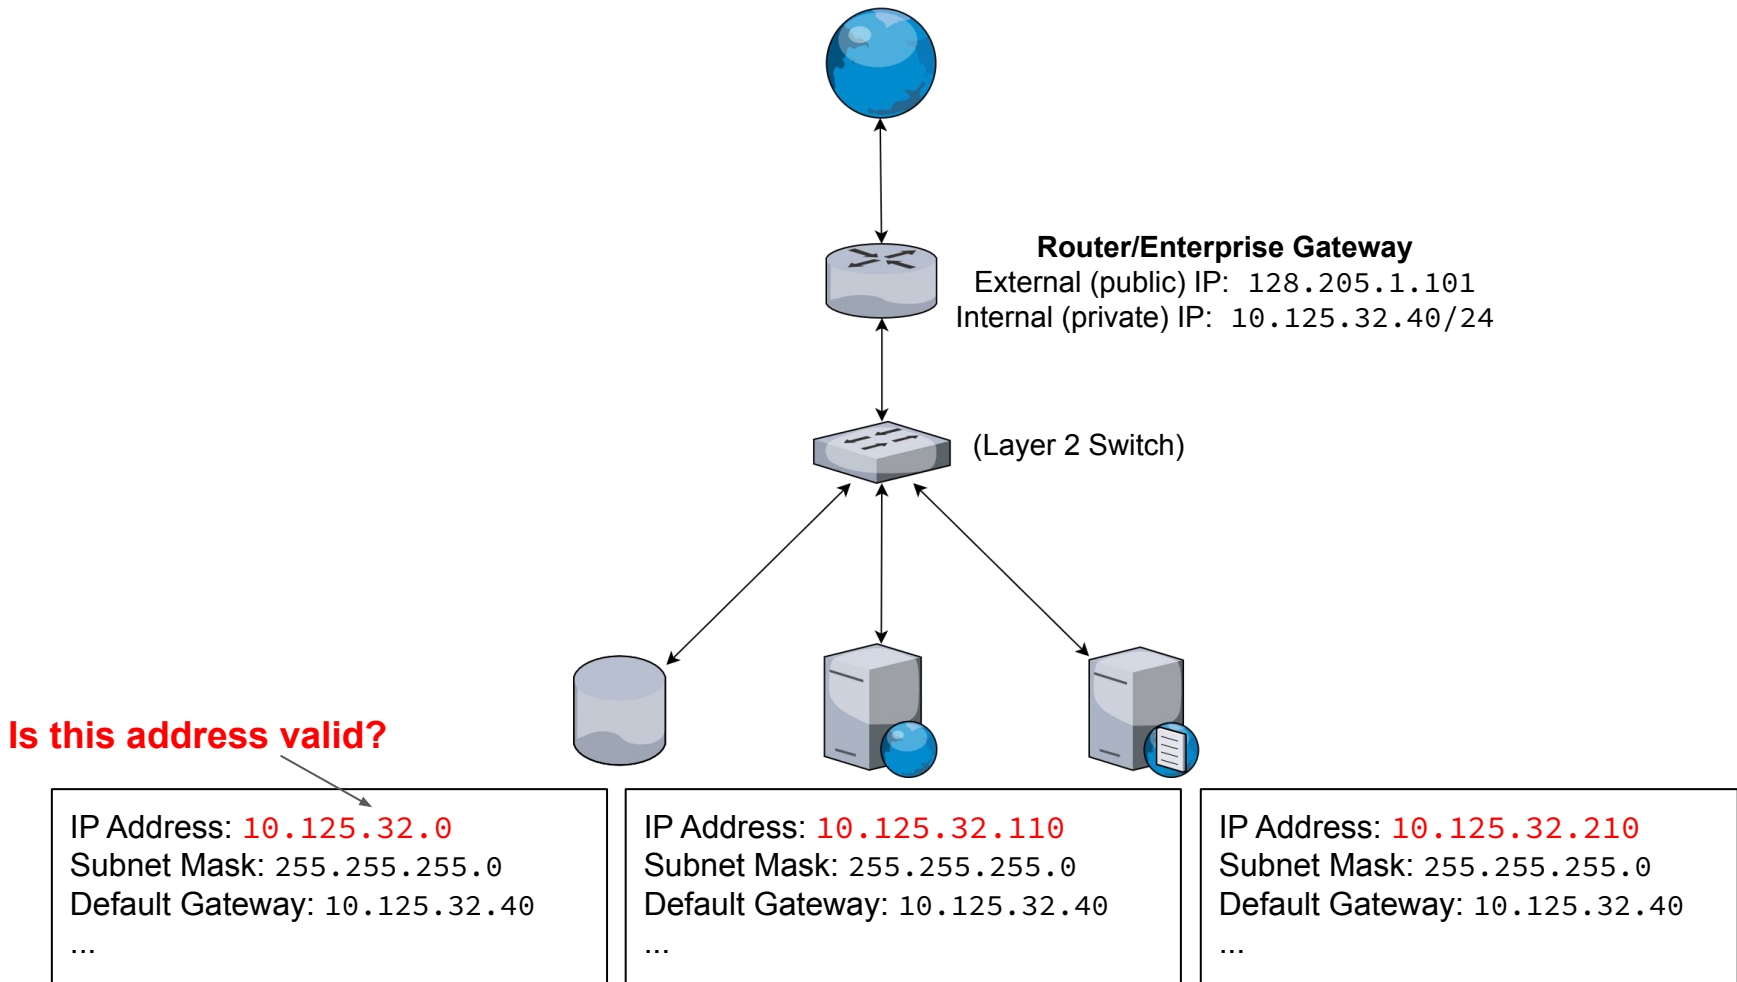 Router/Enterprise Gateway
External (public) IP: 128.205.1.101
Internal (private) IP: 10.125.32.40/24
(Layer 2 Switch)
Is this address valid?
IP Address: 10.125.32.0
Subnet Mask: 255.255.255.0
Default Gateway: 10.125.32.40
...
IP Address: 10.125.32.110
Subnet Mask: 255.255.255.0
Default Gateway: 10.125.32.40
...
IP Address: 10.125.32.210
Subnet Mask: 255.255.255.0
Default Gateway: 10.125.32.40
...